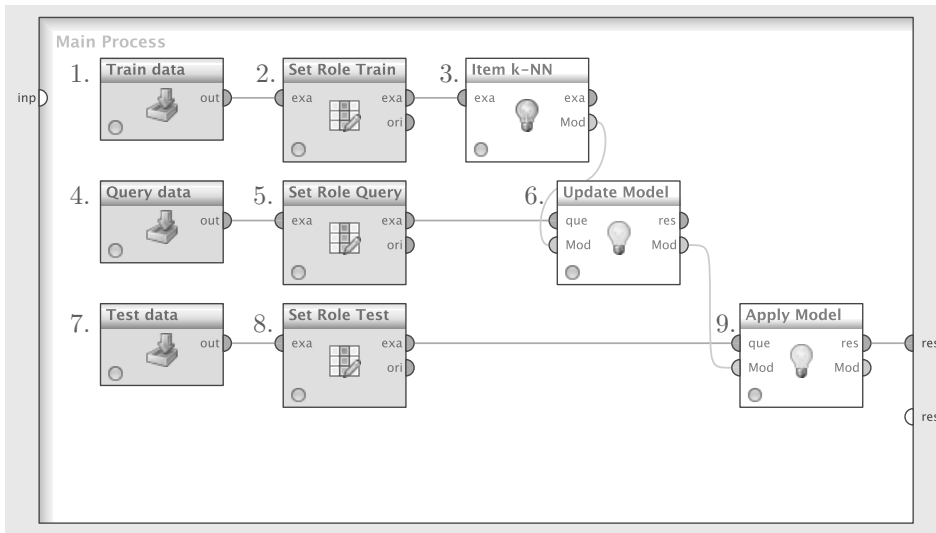 Main Process
1. Train data
2. Set Role Train
3. Item k-NN
inp
out
exa
exa
exa
exa
ori
Mod
4. Query data
5. Set Role Query
6. Update Model
out
exa
exa
que
res
ori
Mod
Mod
7. Test data
8. Set Role Test
9. Apply Model
out
exa
exa
que
res
res
ori
Mod
Mod
res